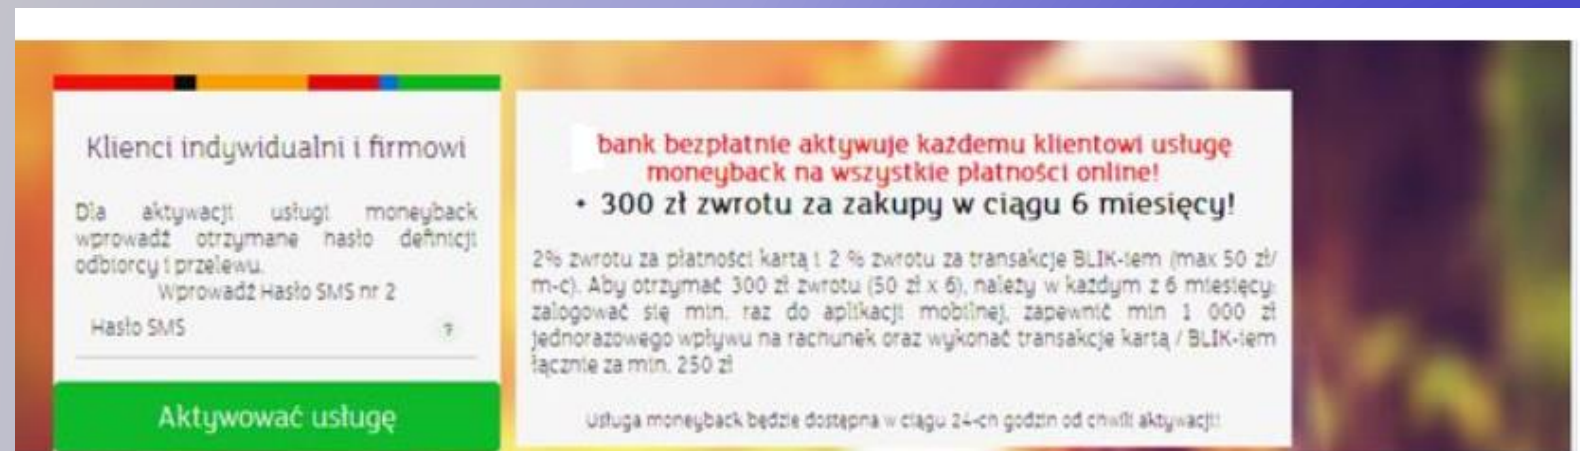 Klienci indywidualni i firmowi
Dla aktywacji usługi moneyback
wprowadź otrzymane hasło definicji
odbiorcy i przelewu.
Wprowadź Hasło SMS nr 2
Hasło SMS ?
Aktywować usługę
bank bezpłatnie aktywuje każdemu klientowi usługę
moneyback na wszystkie płatności online!
• 300 zł zwrotu za zakupy w ciągu 6 miesięcy!
2% zwrotu za płatności kartą i 2 % zwrotu za transakcje BLIK-iem (max 50 zł/
m-c). Aby otrzymać 300 zł zwrotu (50 zł x 6), należy w każdym z 6 miesięcy:
zalogować się min. raz do aplikacji mobilnej, zapewnić min 1 000 zł
jednorazowego wpływu na rachunek oraz wykonać transakcje kartą / BLIK-iem
łącznie za min. 250 zł
Usługa moneyback będzie dostępna w ciągu 24-ch godzin od chwili aktywacji!